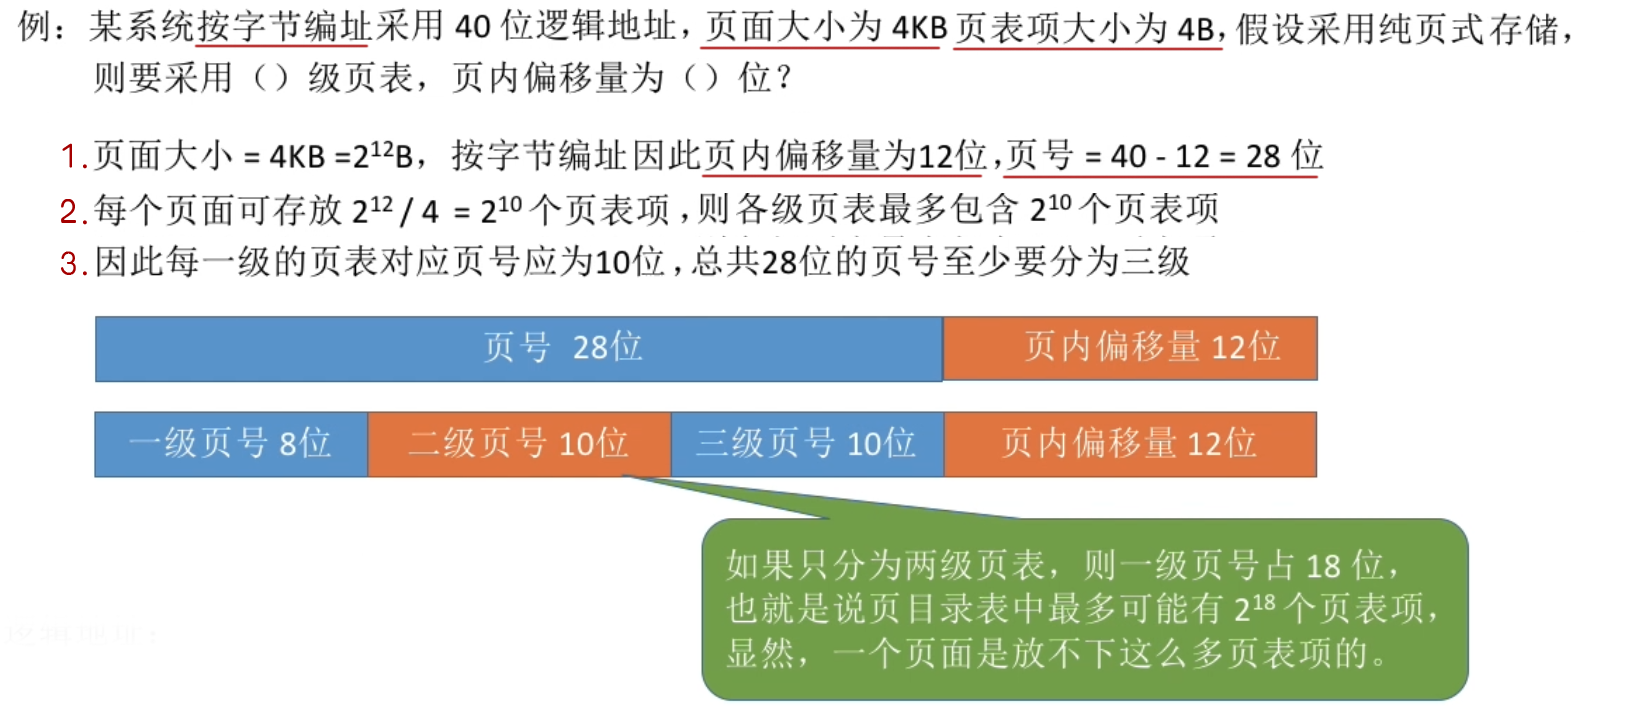 例：某系统按字节编址采用 40 位逻辑地址，页面大小为 4KB 页表项大小为 4B，假设采用纯页式存储，
则要采用（）级页表，页内偏移量为（）位？
1.页面大小 = 4KB =2¹²B，按字节编址因此页内偏移量为12位,页号 = 40 - 12 = 28 位
2.每个页面可存放 2¹² / 4 = 2¹⁰ 个页表项 ,则各级页表最多包含 2¹⁰ 个页表项
3.因此每一级的页表对应页号应为10位,总共28位的页号至少要分为三级
页号 28位 页内偏移量 12位
一级页号 8位 二级页号 10位 三级页号 10位 页内偏移量 12位
如果只分为两级页表，则一级页号占 18 位，
也就是说页目录表中最多可能有 2¹⁸ 个页表项，
显然，一个页面是放不下这么多页表项的。